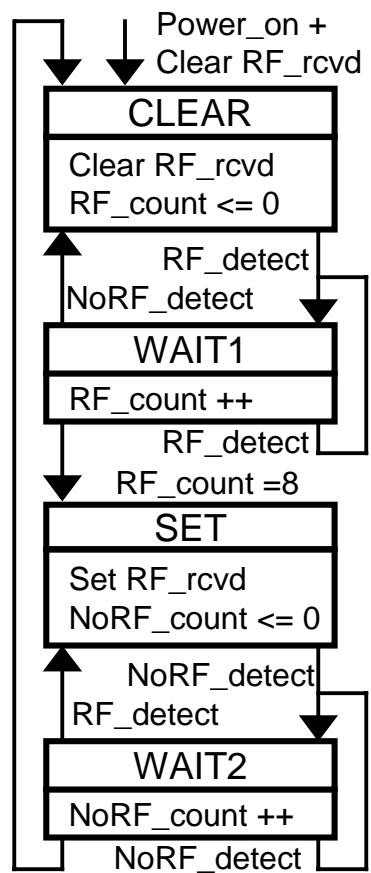 Power_on +
Clear RF_rcvd
CLEAR
Clear RF_rcvd
RF_count <= 0
RF_detect
NoRF_detect
WAIT1
RF_count ++
RF_detect
RF_count =8
SET
Set RF_rcvd
NoRF_count <= 0
NoRF_detect
RF_detect
WAIT2
NoRF_count ++
NoRF_detect